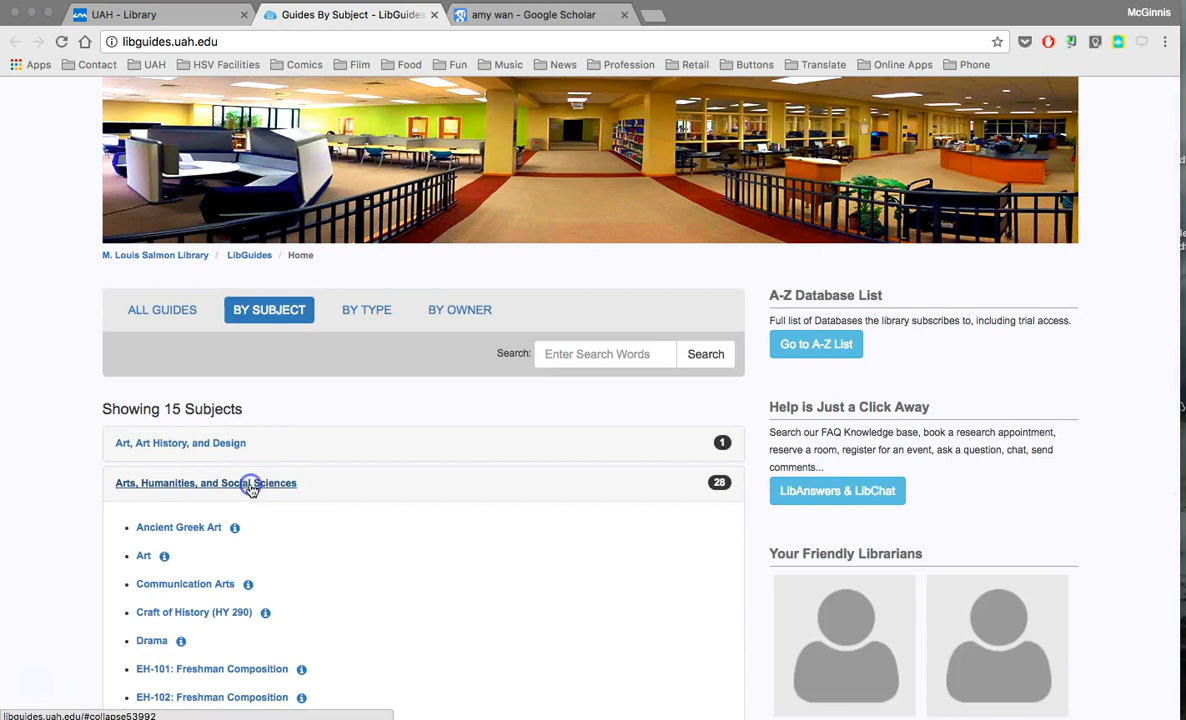 McGinnis
UAH - Library
Guides By Subject - LibGuides
amy wan - Google Scholar
libguides.uah.edu
Apps
Contact
UAH
HSV Facilities
Comics
Film
Food
Fun
Music
News
Profession
Retail
Buttons
Translate
Online Apps
Phone
M. Louis Salmon Library / LibGuides / Home
ALL GUIDES
BY SUBJECT
BY TYPE
BY OWNER
Search:
Enter Search Words
Search
Showing 15 Subjects
Art, Art History, and Design
1
Arts, Humanities, and Social Sciences
28
Ancient Greek Art
Art
Communication Arts
Craft of History (HY 290)
Drama
EH-101: Freshman Composition
EH-102: Freshman Composition
A-Z Database List
Full list of Databases the library subscribes to, including trial access.
Go to A-Z List
Help is Just a Click Away
Search our FAQ Knowledge base, book a research appointment,
reserve a room, register for an event, ask a question, chat, send
comments...
LibAnswers & LibChat
Your Friendly Librarians
libguides.uah.edu/#collapse53992